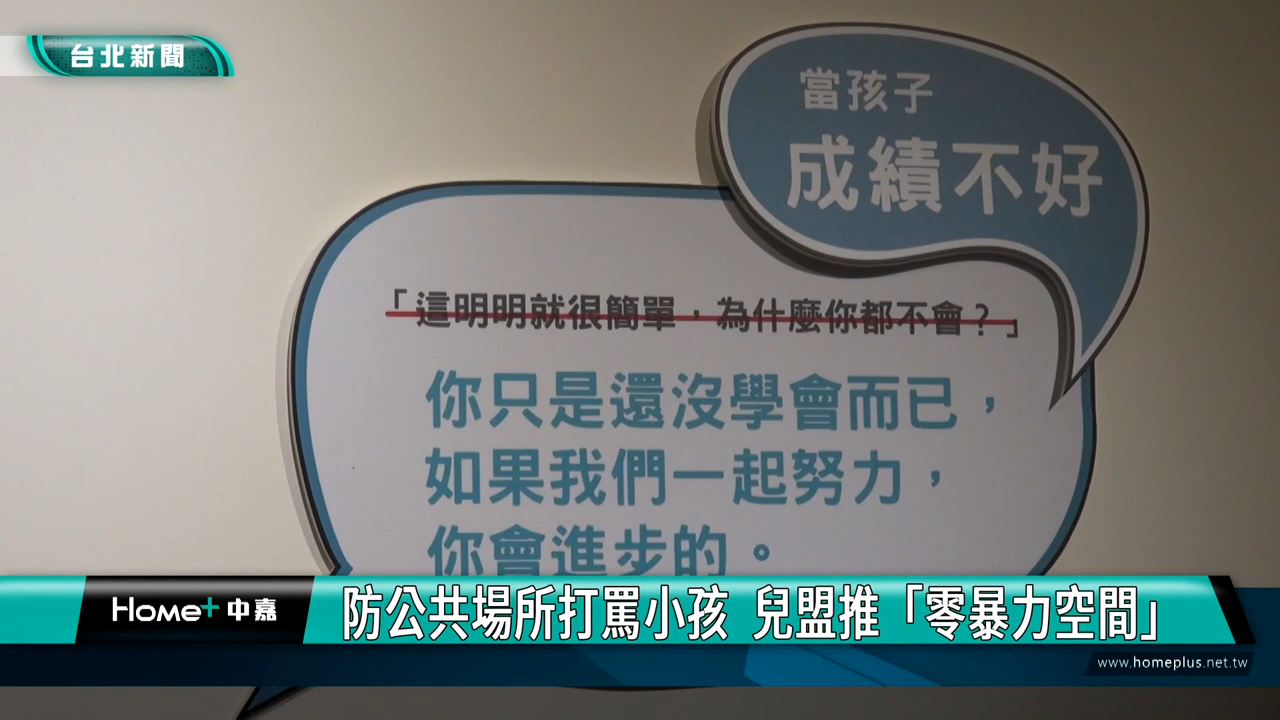 台北新聞
當孩子
成績不好
「這明明就很簡單，為什麼你都不會？」
你只是還沒學會而已，
如果我們一起努力，
你會進步的。
Home+ 中嘉
防公共場所打罵小孩 兒盟推「零暴力空間」
www.homeplus.net.tw